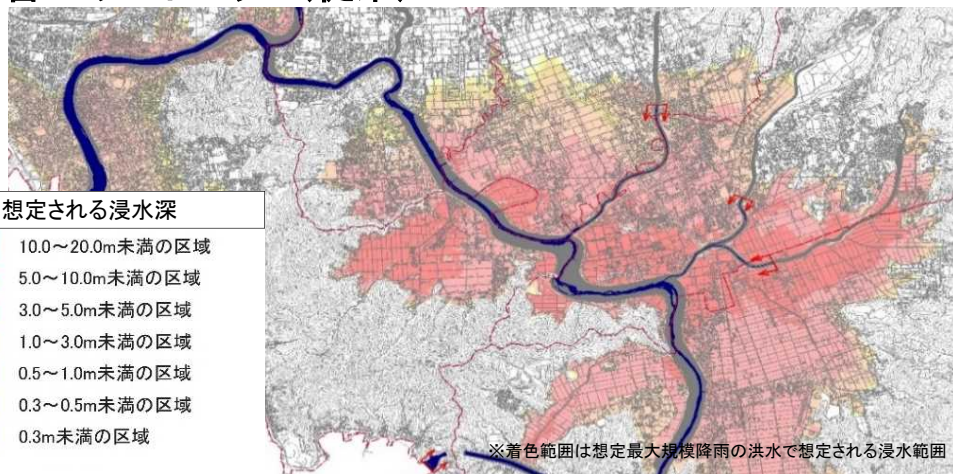 想定される浸水深
10.0～20.0m未満の区域
5.0～10.0m未満の区域
3.0～5.0m未満の区域
1.0～3.0m未満の区域
0.5～1.0m未満の区域
0.3～0.5m未満の区域
0.3m未満の区域
※着色範囲は想定最大規模降雨の洪水で想定される浸水範囲